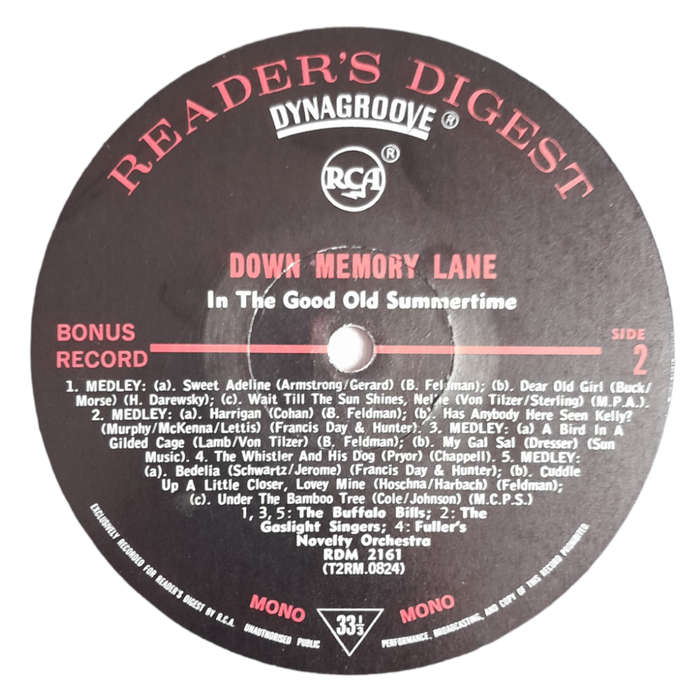 READER'S DIGEST
DYNAGROOVE ®
RCA ®
DOWN MEMORY LANE
In The Good Old Summertime
BONUS
RECORD
SIDE
2
1. MEDLEY: (a). Sweet Adeline (Armstrong/Gerard) (B. Feldman); (b). Dear Old Girl (Buck/
Morse) (H. Darewsky); (c). Wait Till The Sun Shines, Nellie (Von Tilzer/Sterling) (M.P.A.).
2. MEDLEY: (a). Harrigan (Cohan) (B. Feldman); (b). Has Anybody Here Seen Kelly?
(Murphy/McKenna/Lettis) (Francis Day & Hunter). 3. MEDLEY: (a) A Bird In A
Gilded Cage (Lamb/Von Tilzer) (B. Feldman); (b). My Gal Sal (Dresser) (Sun
Music). 4. The Whistler And His Dog (Pryor) (Chappell). 5. MEDLEY:
(a). Bedelia (Schwartz/Jerome) (Francis Day & Hunter); (b). Cuddle
Up A Little Closer, Lovey Mine (Hoschna/Harbach) (Feldman);
(c). Under The Bamboo Tree (Cole/Johnson) (M.C.P.S.)
1, 3, 5: The Buffalo Bills; 2: The
Gaslight Singers; 4: Fuller's
Novelty Orchestra
RDM 2161
(T2RM.0824)
MONO 33⅓ MONO
EXCLUSIVELY RECORDED FOR READER'S DIGEST BY R.C.A. UNAUTHORISED PUBLIC PERFORMANCE, BROADCASTING, AND COPY OF THIS RECORD PROHIBITED